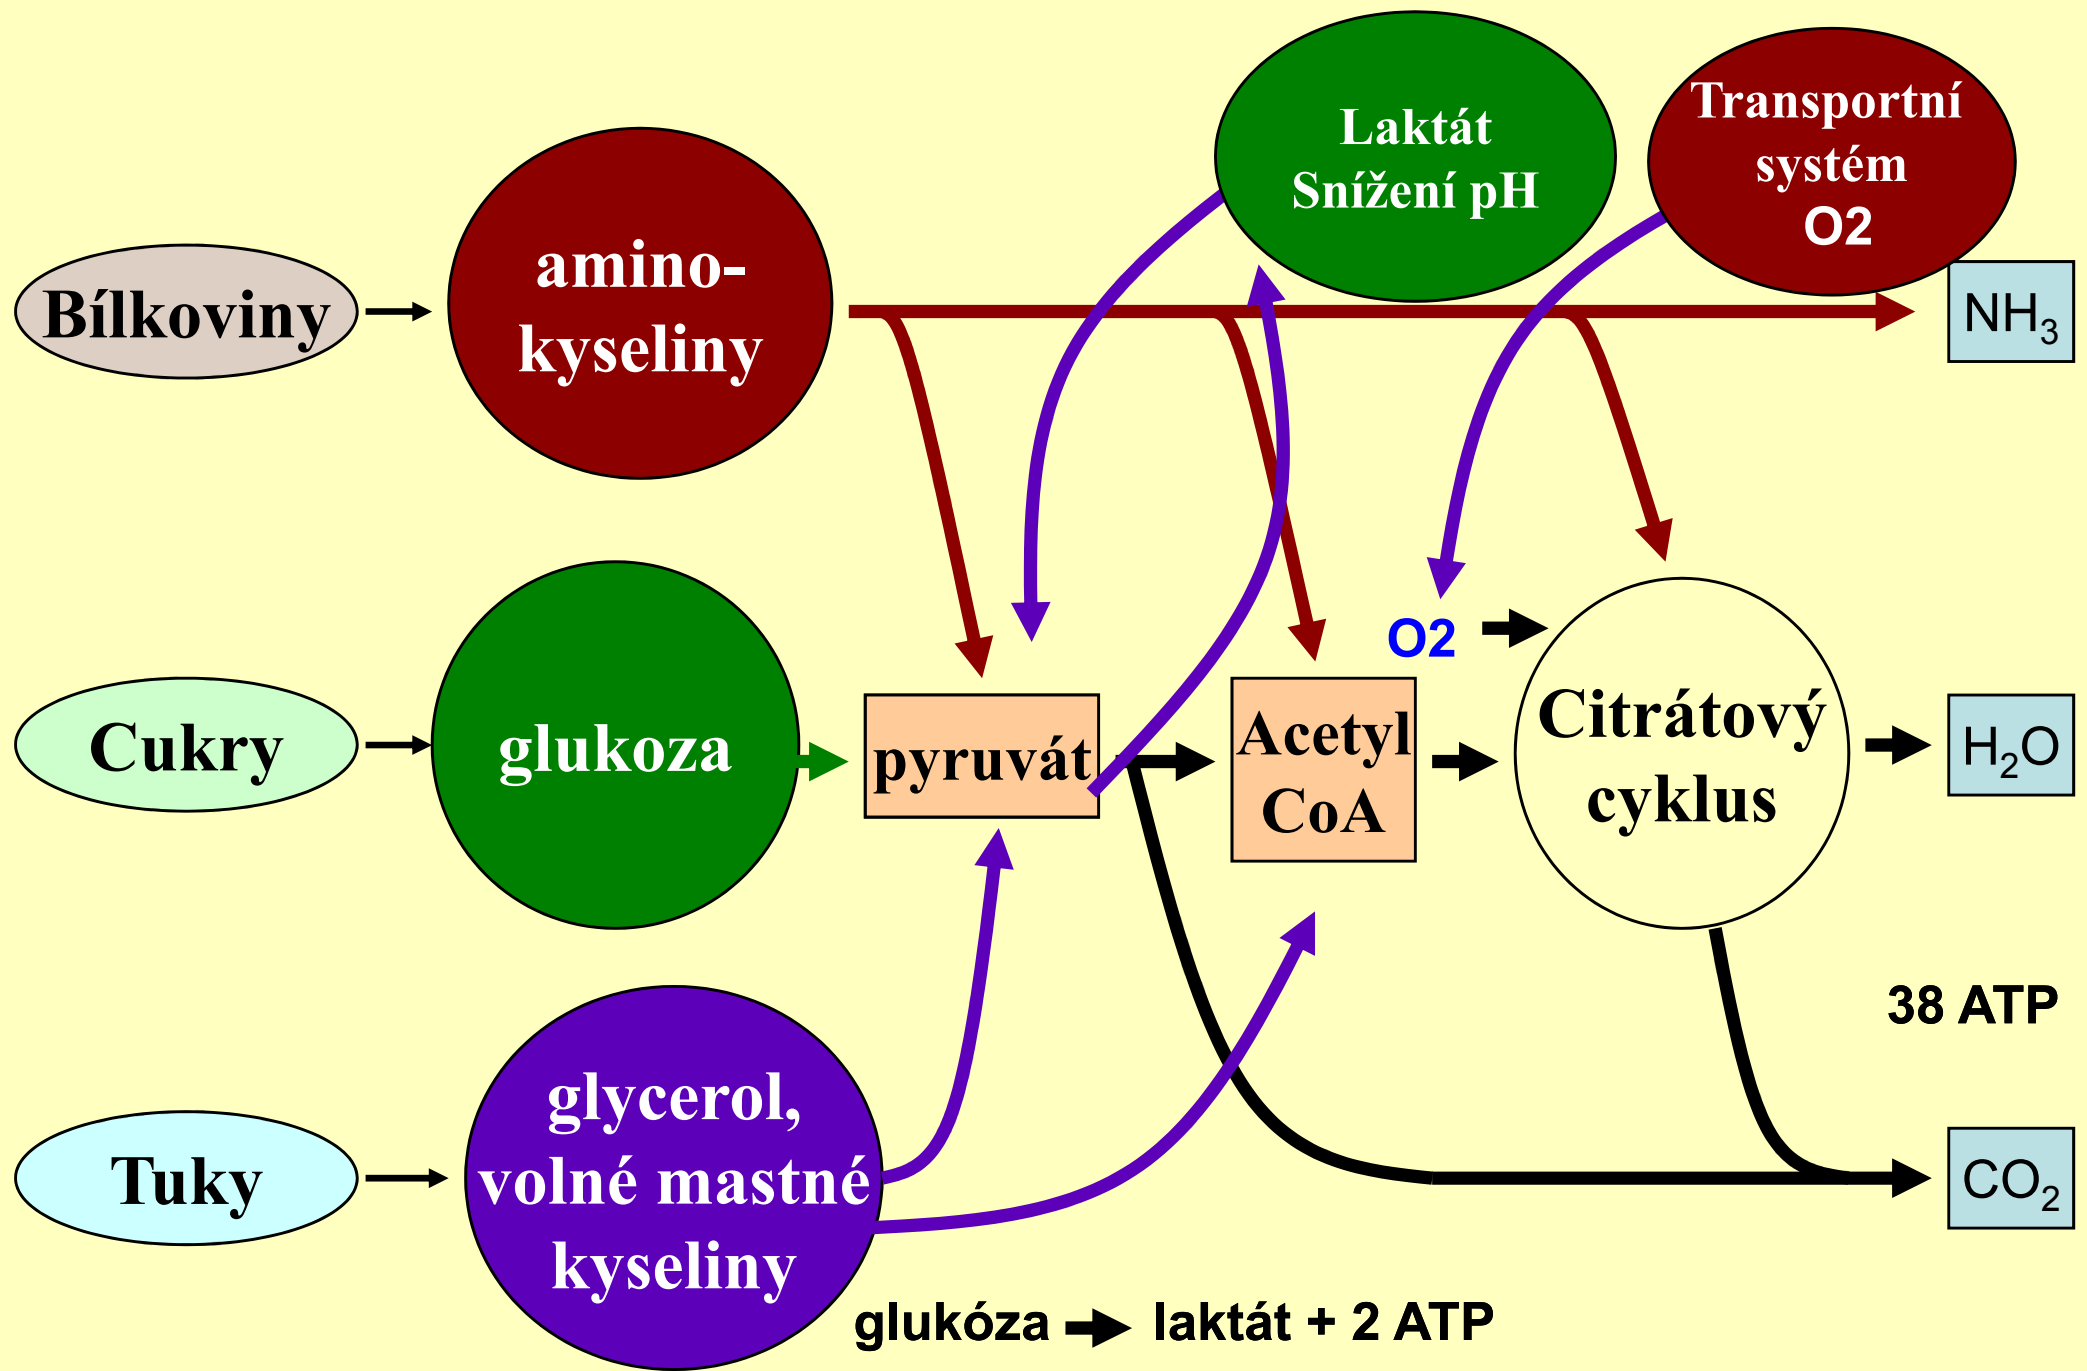 Laktát
Snížení pH
Transportní
systém
O2
Bílkoviny
amino-
kyseliny
NH3
O2
Cukry
glukoza
pyruvát
Acetyl
CoA
Citrátový
cyklus
H2O
38 ATP
Tuky
glycerol,
volné mastné
kyseliny
CO2
glukóza laktát + 2 ATP